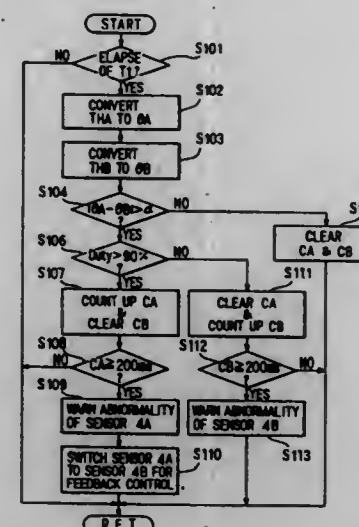 START
S101
NO
ELAPSE
OF T1?
YES
S102
CONVERT
THA TO θA
S103
CONVERT
THB TO θB
S104
NO
YES
S106
Duty>80%
NO
S107
YES
CLEAR
CA & CB
S111
COUNT UP CA
&
CLEAR CB
CLEAR CA
&
COUNT UP CB
S108
S112
NO
CA≥200ms
CB≥200ms
NO
S109
YES
YES
WARN ABNORMALITY
OF SENSOR 4A
WARN ABNORMALITY
OF SENSOR 4B
S110
S113
SWITCH SENSOR 4A
TO SENSOR 4B FOR
FEEDBACK CONTROL
RET